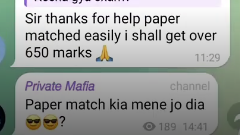 Sir thanks for help paper
matched easily i shall get over
650 marks 🙏
11:29
Private Mafia
channel
Paper match kia mene jo dia
😎😎?
189 14:41